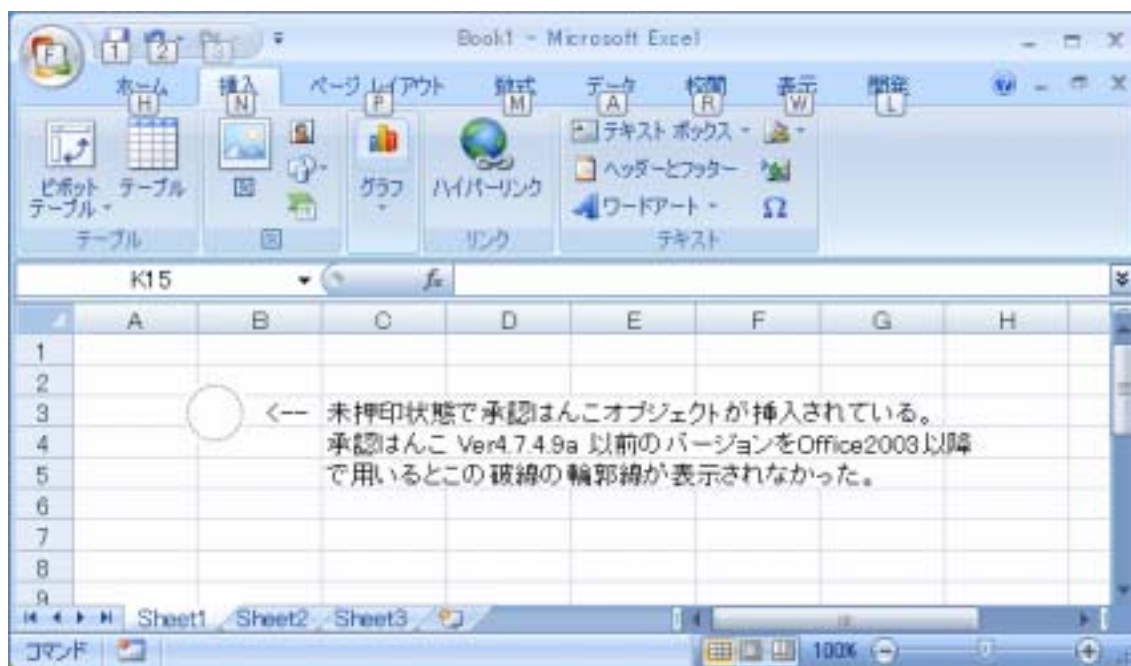 Book1 - Microsoft Excel
F 1 2 3
ホーム 挿入 ページ レイアウト 数式 データ 校閲 表示 開発
H N P M A R W L
ピボット
テーブル
テーブル
図
グラフ
ハイパーリンク
テキスト ボックス
ヘッダーとフッター
ワードアート
Ω
テーブル 図 リンク テキスト
K15 fx
A B C D E F G H
1
2
3 <-- 未押印状態で承認はんこオブジェクトが挿入されている。
4 承認はんこ Ver4.7.4.9a 以前のバージョンをOffice2003以降
5 で用いるとこの破線の輪郭線が表示されなかった。
6
7
8
9
Sheet1 Sheet2 Sheet3
コマンド 100%